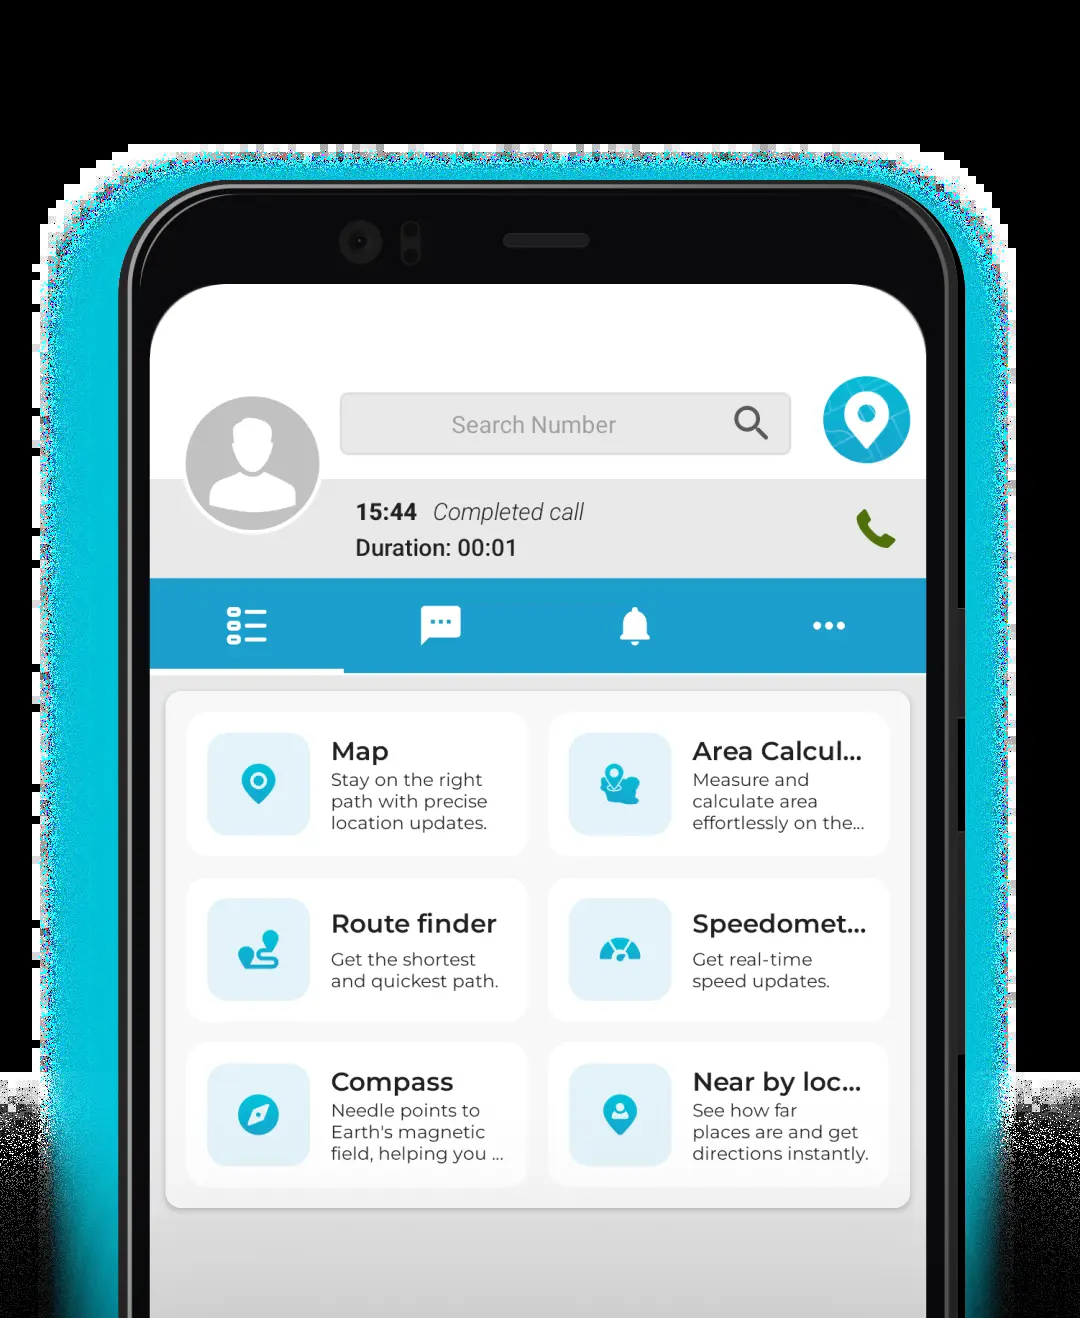 Search Number
15:44 Completed call
Duration: 00:01
Map
Stay on the right
path with precise
location updates.
Area Calcul...
Measure and
calculate area
effortlessly on the...
Route finder
Get the shortest
and quickest path.
Speedomet...
Get real-time
speed updates.
Compass
Needle points to
Earth's magnetic
field, helping you ...
Near by loc...
See how far
places are and get
directions instantly.